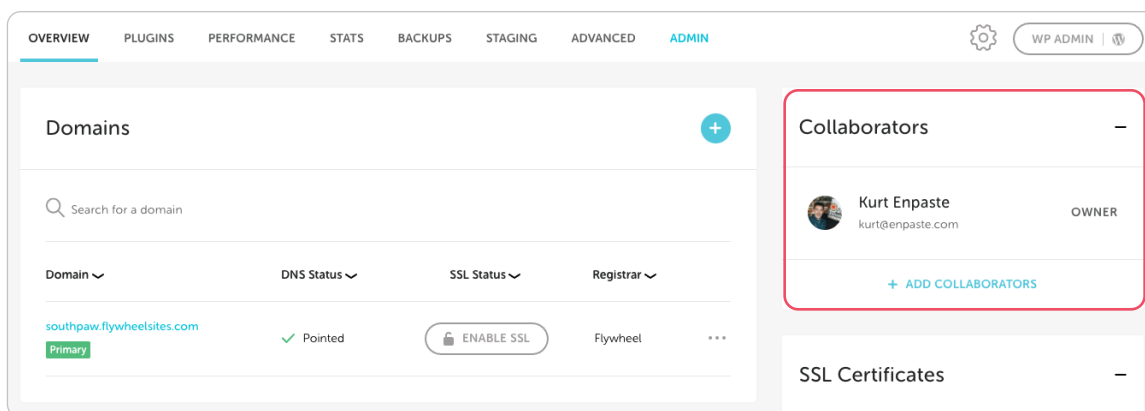 OVERVIEW PLUGINS PERFORMANCE STATS BACKUPS STAGING ADVANCED ADMIN WP ADMIN
Domains
Search for a domain
Domain DNS Status SSL Status Registrar
southpaw.flywheelsites.com Pointed ENABLE SSL Flywheel
Primary
Collaborators
Kurt Enpaste
kurt@enpaste.com
OWNER
+ ADD COLLABORATORS
SSL Certificates